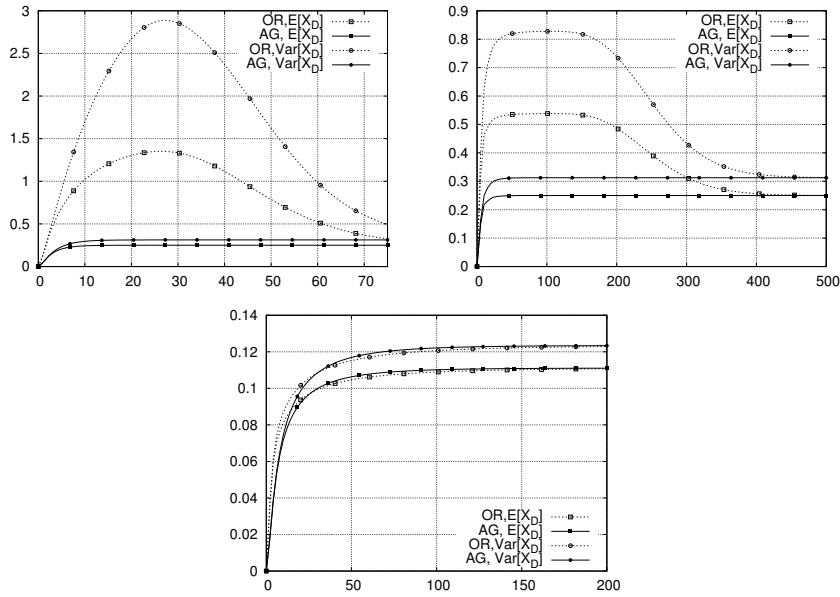 3
2.5
2
1.5
1
0.5
0
0 10 20 30 40 50 60 70
OR,E[X_D]
AG, E[X_D]
OR,Var[X_D]
AG, Var[X_D]
0.9
0.8
0.7
0.6
0.5
0.4
0.3
0.2
0.1
0
0 100 200 300 400 500
OR,E[X_D]
AG, E[X_D]
OR,Var[X_D]
AG, Var[X_D]
0.14
0.12
0.1
0.08
0.06
0.04
0.02
0
0 50 100 150 200
OR,E[X_D]
AG, E[X_D]
OR,Var[X_D]
AG, Var[X_D]